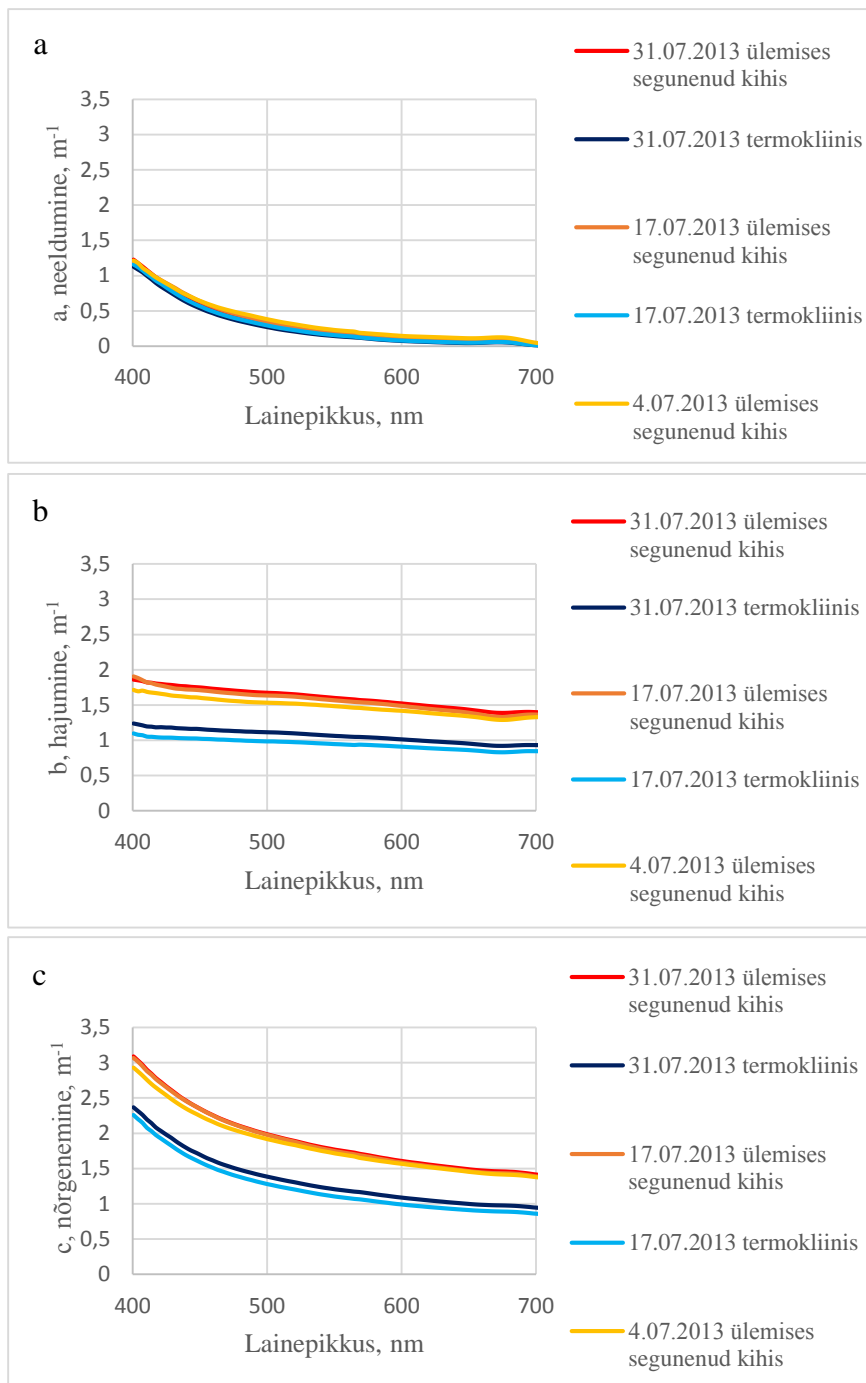 a
a, neeldumine, m-1
3,5
3
2,5
2
1,5
1
0,5
0
400
500
600
700
Lainepikkus, nm
31.07.2013 ülemises
segunenud kihis
31.07.2013 termokliinis
17.07.2013 ülemises
segunenud kihis
17.07.2013 termokliinis
4.07.2013 ülemises
segunenud kihis
b
b, hajumine, m-1
3,5
3
2,5
2
1,5
1
0,5
0
400
500
600
700
Lainepikkus, nm
31.07.2013 ülemises
segunenud kihis
31.07.2013 termokliinis
17.07.2013 ülemises
segunenud kihis
17.07.2013 termokliinis
4.07.2013 ülemises
segunenud kihis
c
c, nõrgenemine, m-1
3,5
3
2,5
2
1,5
1
0,5
0
400
500
600
700
Lainepikkus, nm
31.07.2013 ülemises
segunenud kihis
31.07.2013 termokliinis
17.07.2013 ülemises
segunenud kihis
17.07.2013 termokliinis
4.07.2013 ülemises
segunenud kihis